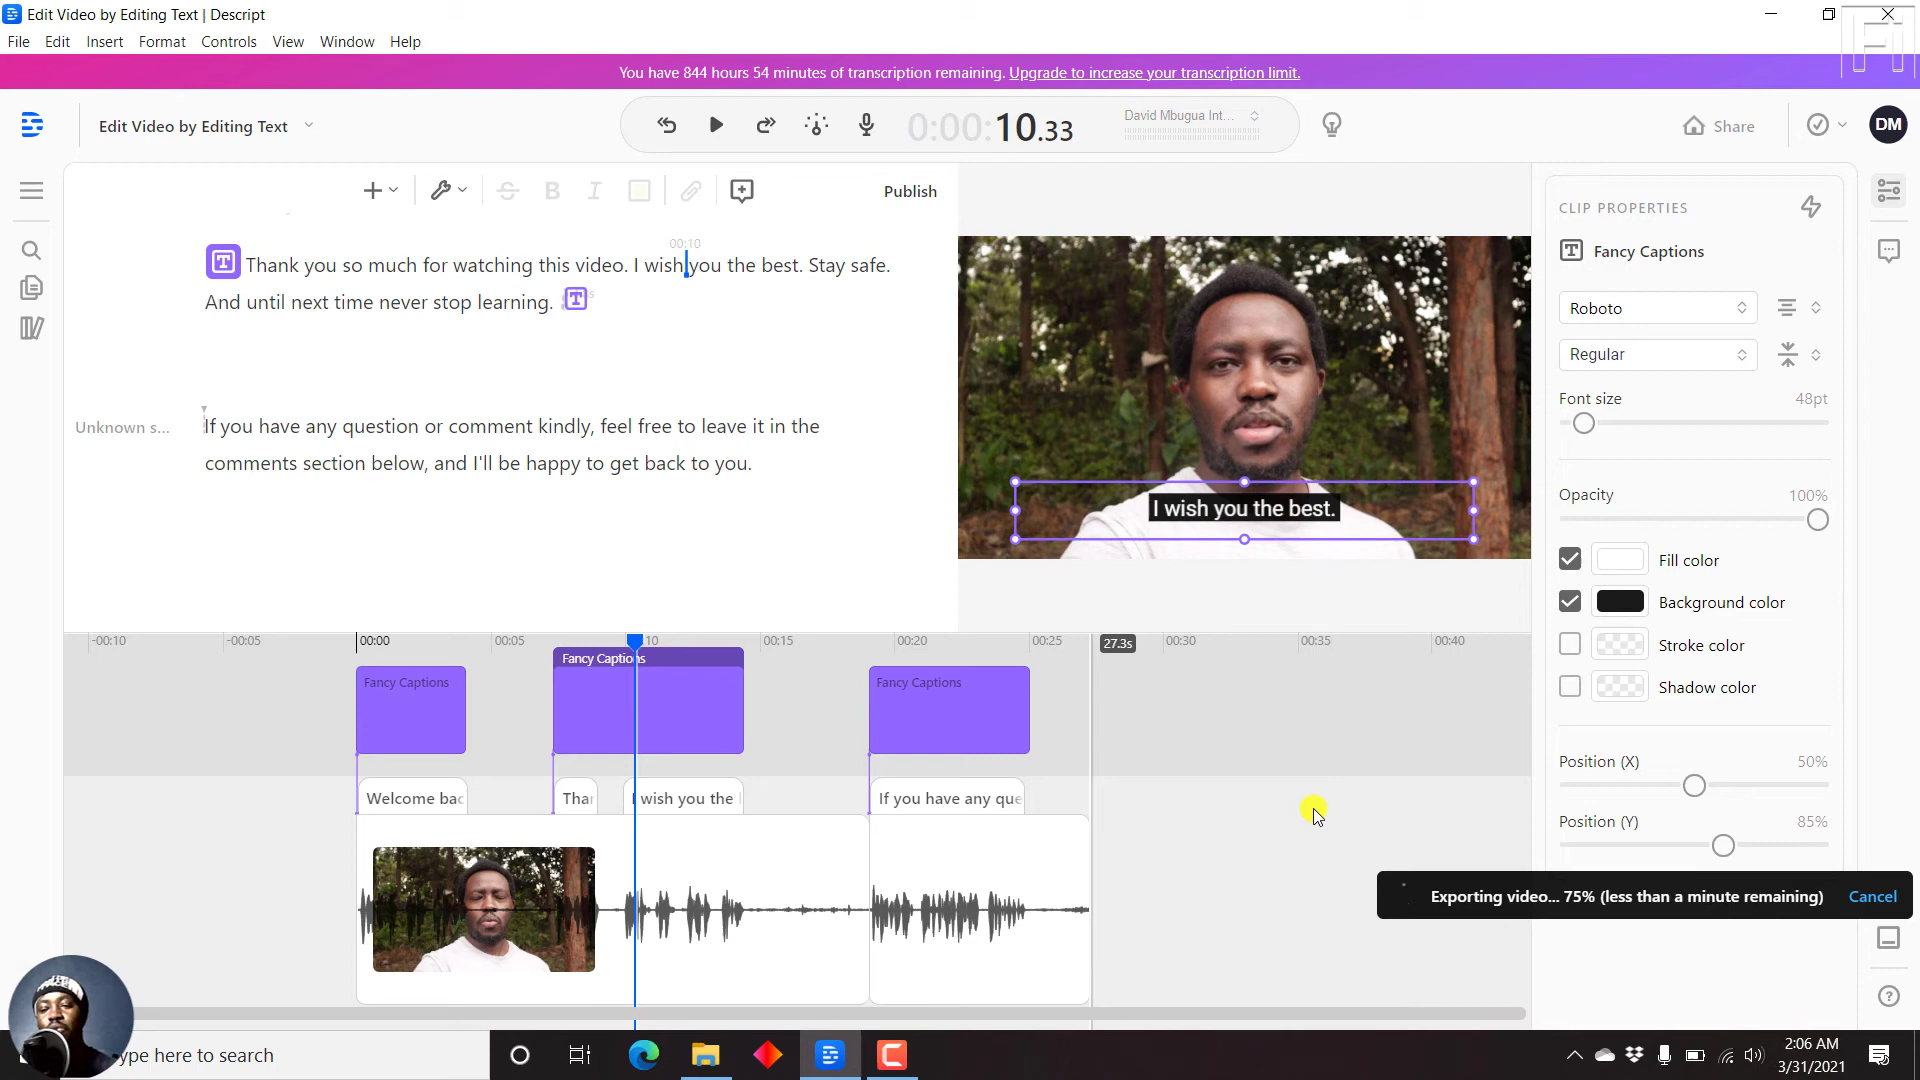 Edit Video by Editing Text | Descript
File Edit Insert Format Controls View Window Help
You have 844 hours 54 minutes of transcription remaining. Upgrade to increase your transcription limit.
Edit Video by Editing Text
0:00:10.33
David Mbugua Int...
Share
DM
Publish
00:10
T Thank you so much for watching this video. I wish you the best. Stay safe.
And until next time never stop learning. T
Unknown s...
If you have any question or comment kindly, feel free to leave it in the
comments section below, and I'll be happy to get back to you.
I wish you the best.
CLIP PROPERTIES
T Fancy Captions
Roboto
Regular
Font size 48pt
Opacity 100%
Fill color
Background color
Stroke color
Shadow color
Position (X) 50%
Position (Y) 85%
-00:10 -00:05 00:00 00:05 :10 00:15 00:20 00:25 27.3s 00:30 00:35 00:40
Fancy Captions
Fancy Captions
Fancy Captions
Welcome bac
Thar
I wish you the
If you have any que
Exporting video... 75% (less than a minute remaining) Cancel
ype here to search
2:06 AM
3/31/2021